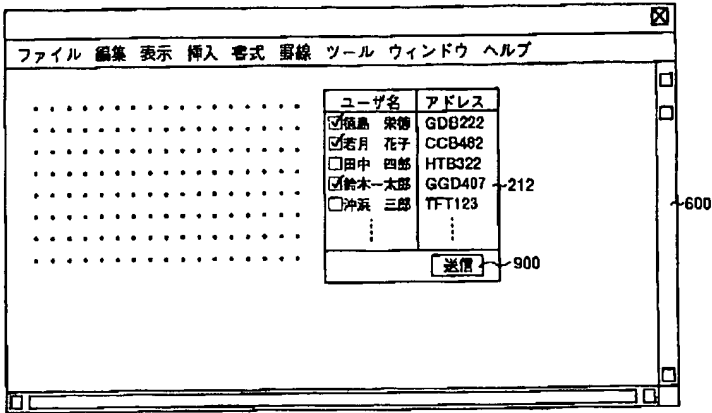 ファイル 編集 表示 挿入 書式 罫線 ツール ウィンドウ ヘルプ
ユーザ名 アドレス
栄徳 GDB222
若月 花子 CCB482
田中 四郎 HTB322
鈴木一太郎 GGD407 212
沖浜 三郎 TFT123
600
送信 900